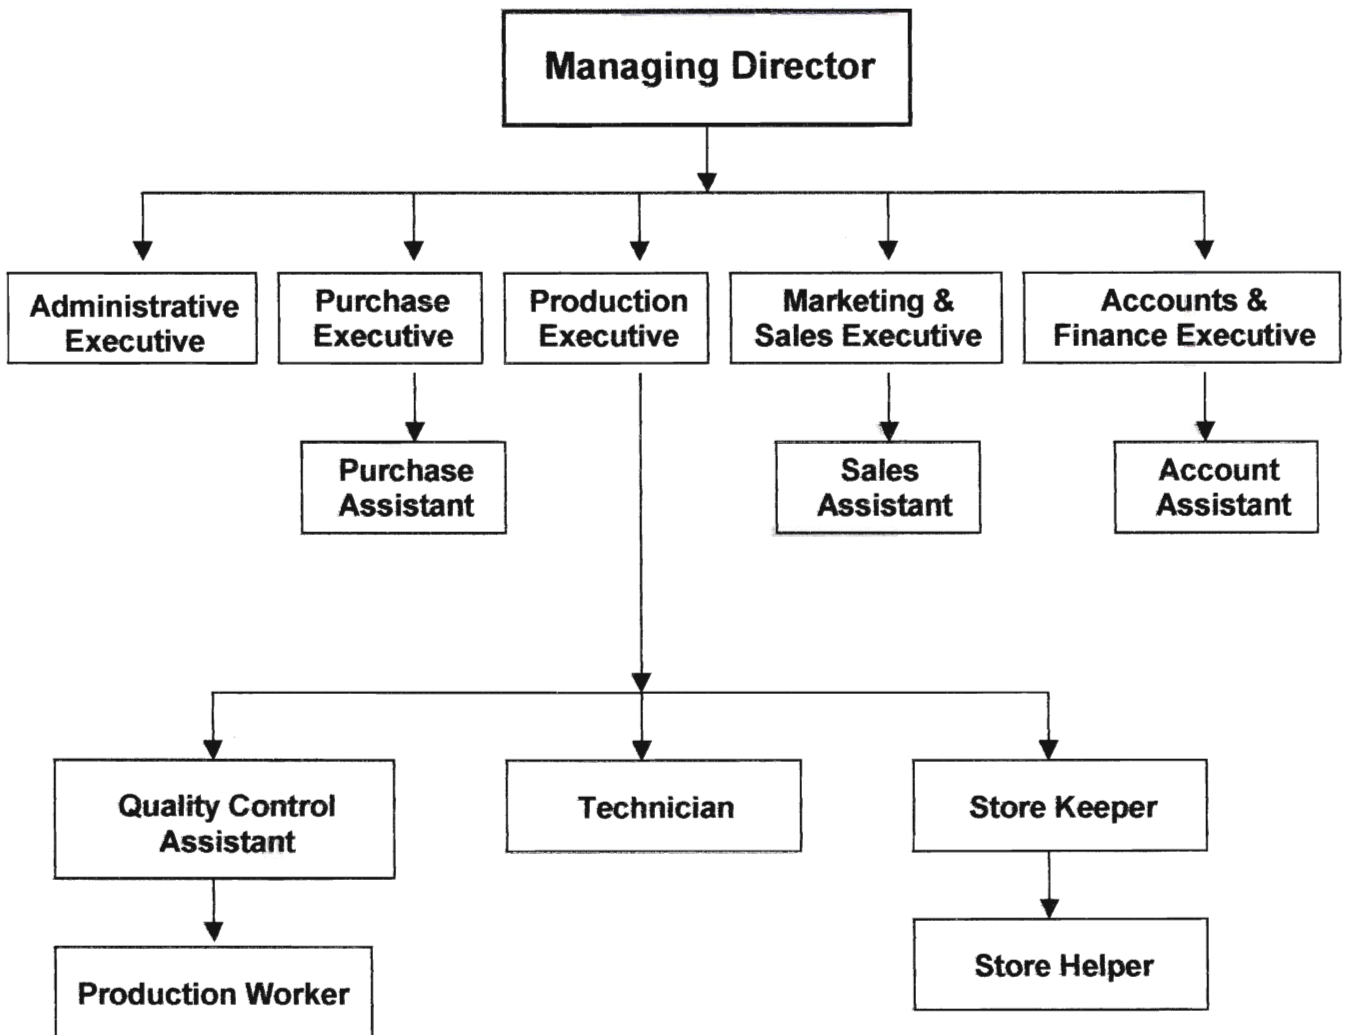 Managing Director
Administrative
Executive
Purchase
Executive
Production
Executive
Marketing &
Sales Executive
Accounts &
Finance Executive
Purchase
Assistant
Sales
Assistant
Account
Assistant
Quality Control
Assistant
Technician
Store Keeper
Production Worker
Store Helper